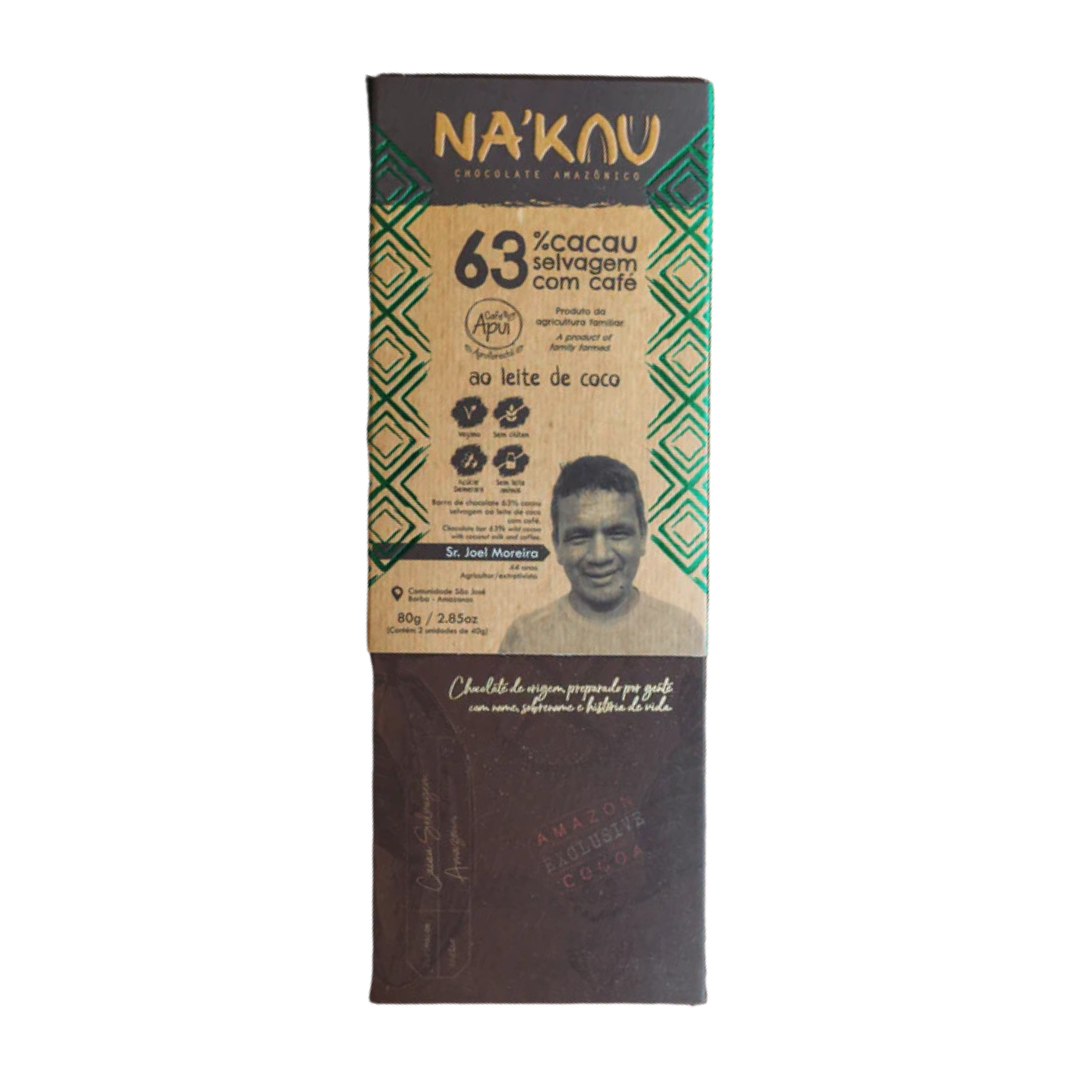 NA'KAU
CHOCOLATE AMAZÔNICO
63 %cacau
selvagem
com café
Café
Apuí
Agroflorestal
Produto da
agricultura familiar
A product of
family farmed
ao leite de coco
Vegano
Sem glúten
Açúcar
Demerara
Sem leite
animal
Barra de chocolate 63% cacau
selvagem ao leite de coco
com café.
Chocolate bar 63% wild cocoa
with coconut milk and coffee.
Sr. Joel Moreira
44 anos
Agricultor/extrativista
Comunidade São José
Borba - Amazonas
80g / 2.85oz
(Contém 2 unidades de 40g)
Chocolate de origem, preparado por gente
com nome, sobrenome e história de vida.
Cacau Selvagem
Amazônia
AMAZON
EXCLUSIVE
COCOA